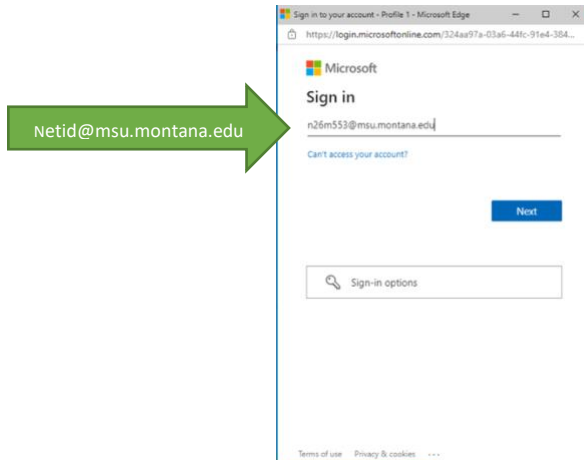 Sign in to your account - Profile 1 - Microsoft Edge
https://login.microsoftonline.com/324aa97a-03a6-44fc-91e4-384...
Microsoft
Sign in
Netid@msu.montana.edu
n26m553@msu.montana.edu
Can't access your account?
Next
Sign-in options
Terms of use Privacy & cookies ...